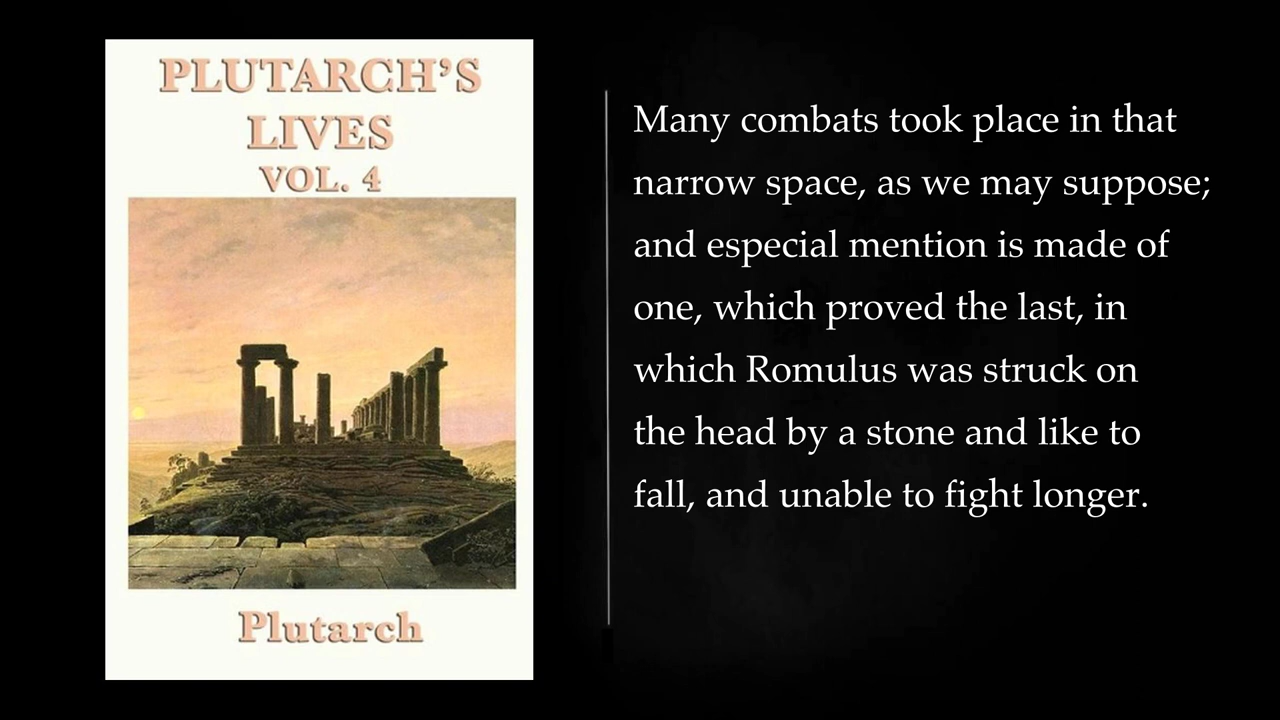 PLUTARCH'S
LIVES
VOL. 4
Plutarch
Many combats took place in that
narrow space, as we may suppose;
and especial mention is made of
one, which proved the last, in
which Romulus was struck on
the head by a stone and like to
fall, and unable to fight longer.